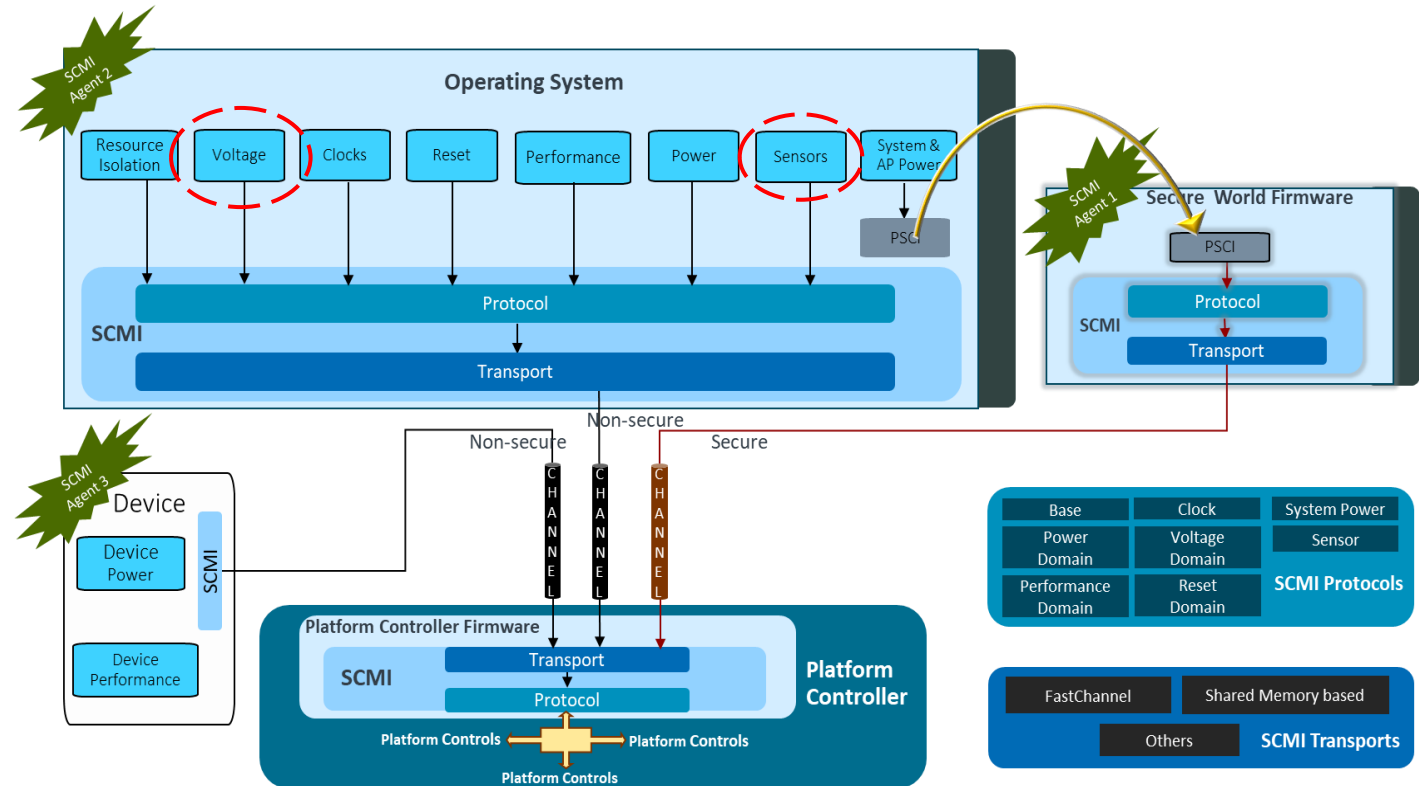 SCMI
Agent 2
Operating System
Resource
Isolation
Voltage
Clocks
Reset
Performance
Power
Sensors
System &
AP Power
PSCI
Protocol
SCMI
Transport
SCMI
Agent 1
Secure World Firmware
PSCI
Protocol
SCMI
Transport
Non-secure
Non-secure
Secure
CHANNEL
CHANNEL
CHANNEL
SCMI
Agent 3
Device
Device
Power
SCMI
Device
Performance
Platform Controller Firmware
SCMI
Transport
Protocol
Platform
Controller
Platform Controls
Platform Controls
Platform Controls
Base
Clock
System Power
Power
Domain
Voltage
Domain
Sensor
Performance
Domain
Reset
Domain
SCMI Protocols
FastChannel
Shared Memory based
Others
SCMI Transports